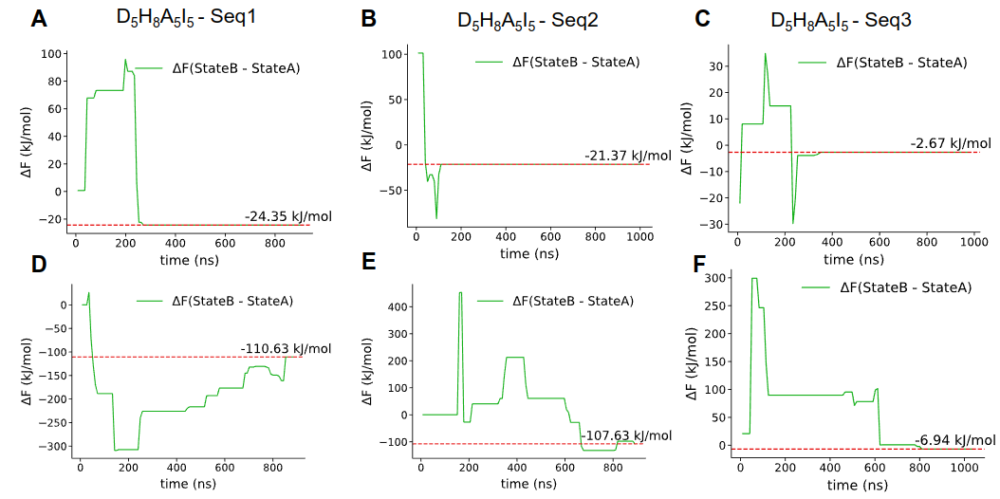 A
D5H8A5I5 - Seq1
B
D5H8A5I5 - Seq2
C
D5H8A5I5 - Seq3
100
80
60
40
20
0
−20
ΔF (kJ/mol)
ΔF(StateB - StateA)
-24.35 kJ/mol
0
200
400
600
800
time (ns)
100
50
0
−50
ΔF (kJ/mol)
ΔF(StateB - StateA)
-21.37 kJ/mol
0
200
400
600
800
1000
time (ns)
30
20
10
0
−10
−20
−30
ΔF (kJ/mol)
ΔF(StateB - StateA)
-2.67 kJ/mol
0
200
400
600
800
1000
time (ns)
D
0
−50
−100
−150
−200
−250
−300
ΔF (kJ/mol)
ΔF(StateB - StateA)
-110.63 kJ/mol
0
200
400
600
800
time (ns)
E
400
300
200
100
0
−100
ΔF (kJ/mol)
ΔF(StateB - StateA)
-107.63 kJ/mol
0
200
400
600
800
time (ns)
F
300
250
200
150
100
50
0
ΔF (kJ/mol)
ΔF(StateB - StateA)
-6.94 kJ/mol
0
200
400
600
800
1000
time (ns)